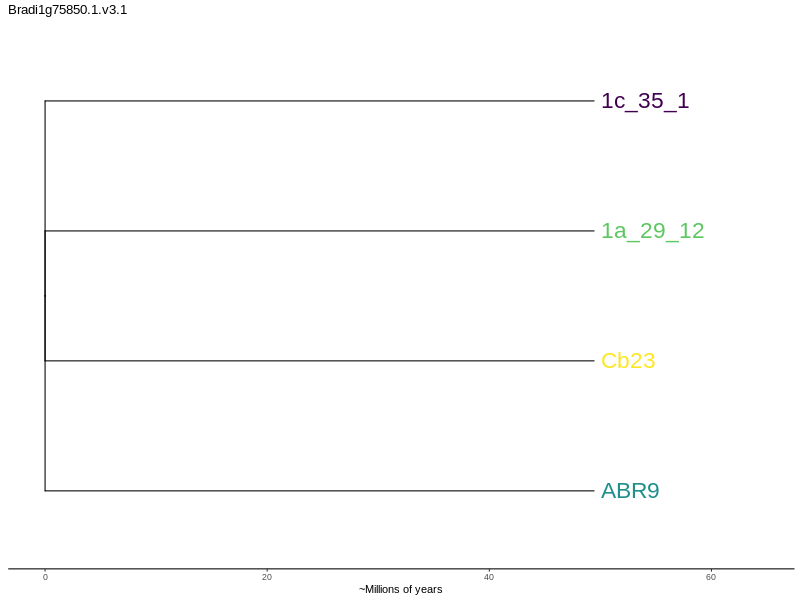 Bradi1g75850.1.v3.1
1c_35_1
1a_29_12
Cb23
ABR9
0 20 40 60
~Millions of years